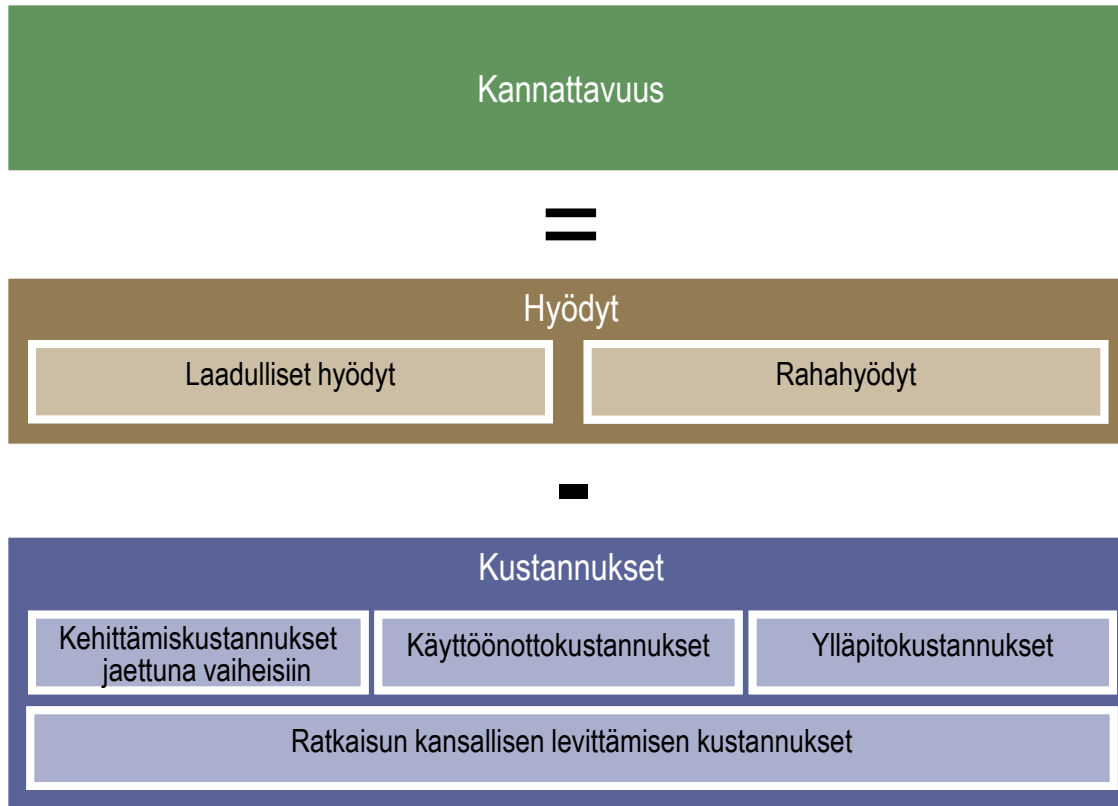 Kannattavuus
=
Hyödyt
Laadulliset hyödyt
Rahahyödyt
-
Kustannukset
Kehittämiskustannukset
jaettuna vaiheisiin
Käyttöönottokustannukset
Ylläpitokustannukset
Ratkaisun kansallisen levittämisen kustannukset